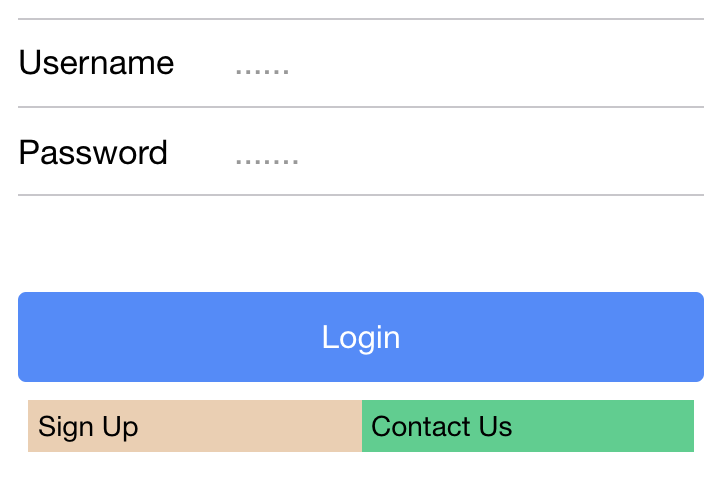 Username ......
Password .......
Login
Sign Up
Contact Us